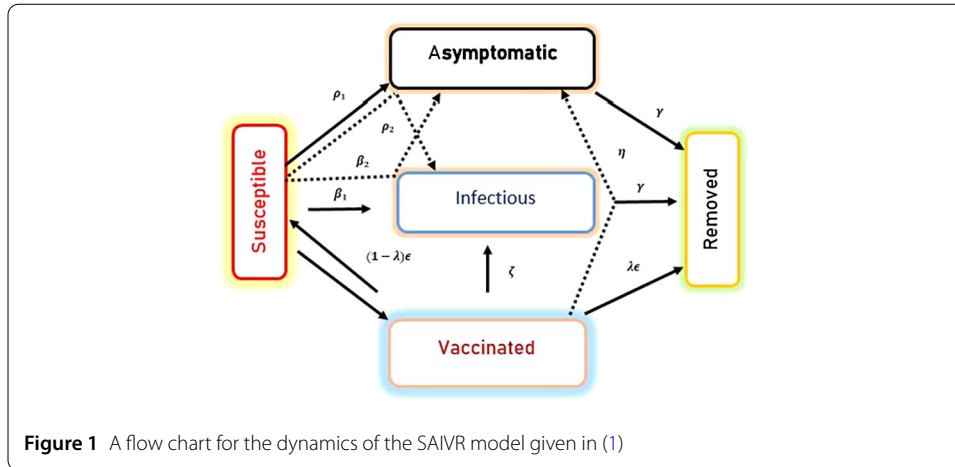 Asymptomatic
ρ₁
γ
ρ₂
η
β₂
Susceptible
Infectious
γ
Removed
β₁
(1 − λ)ϵ
ζ
λϵ
Vaccinated
Figure 1 A flow chart for the dynamics of the SAIVR model given in (1)